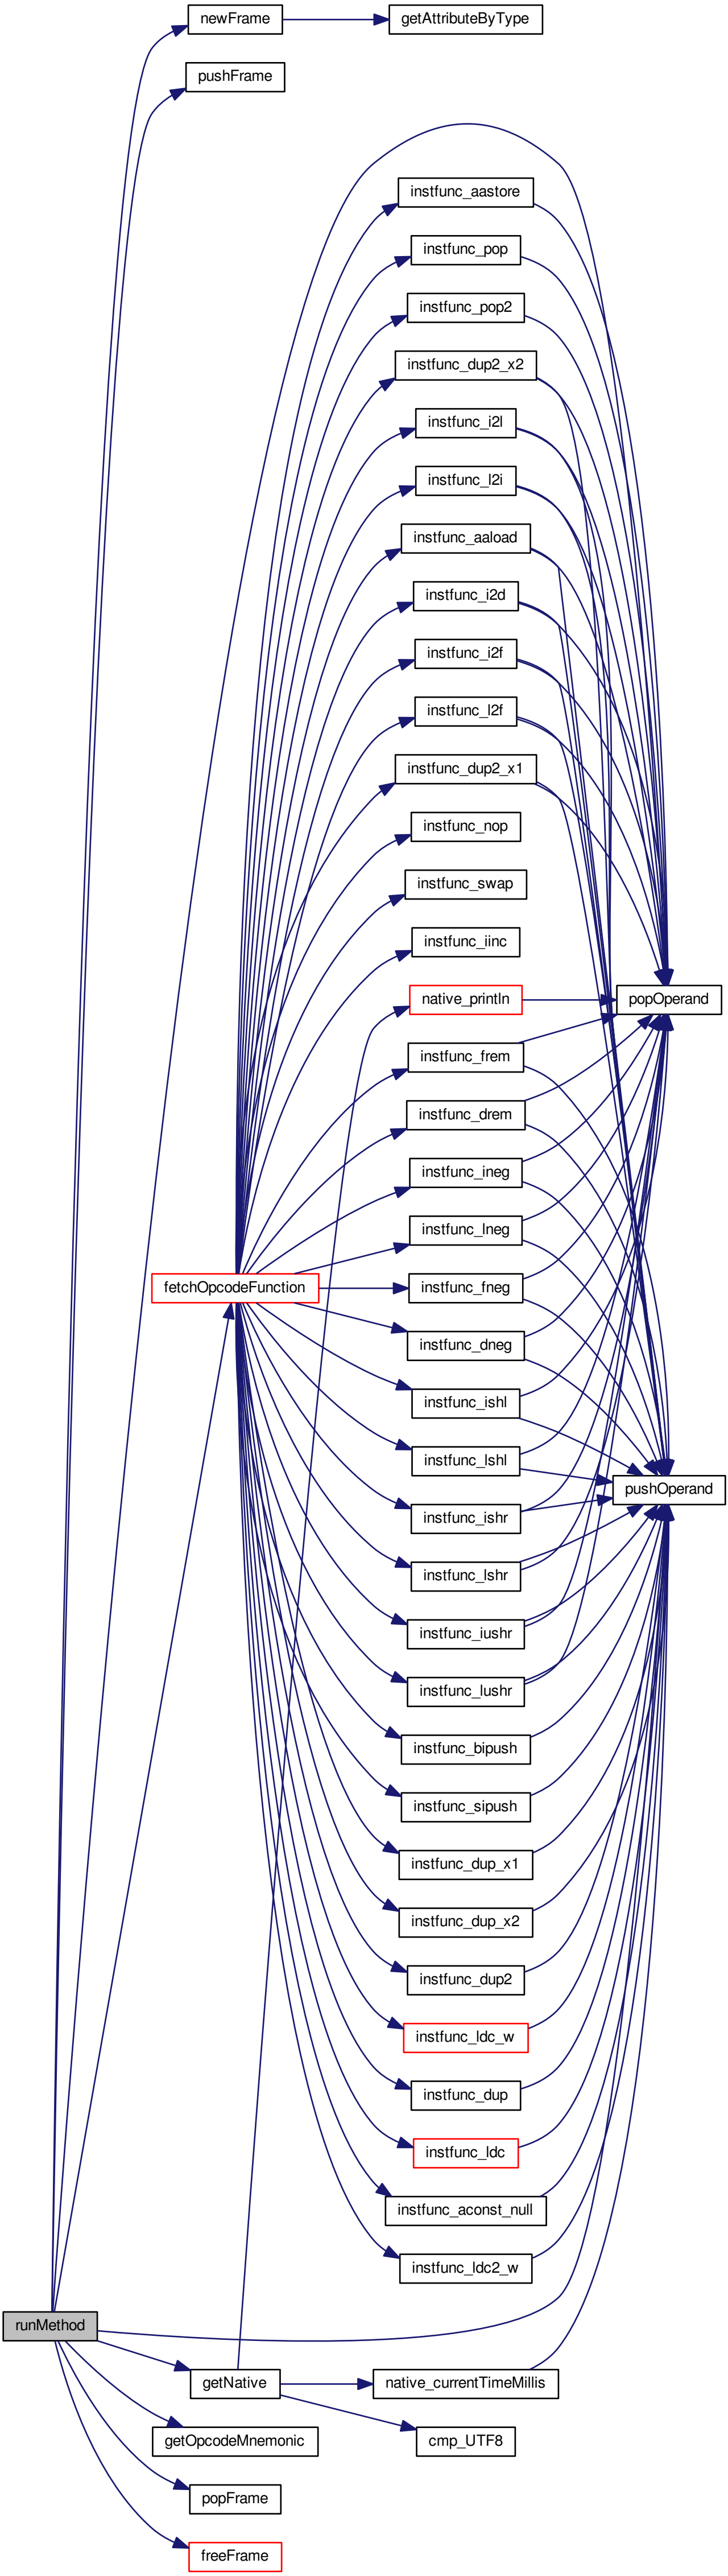 newFrame
getAttributeByType
pushFrame
instfunc_aastore
instfunc_pop
instfunc_pop2
instfunc_dup2_x2
instfunc_i2l
instfunc_l2i
instfunc_aaload
instfunc_i2d
instfunc_i2f
instfunc_l2f
instfunc_dup2_x1
instfunc_nop
instfunc_swap
instfunc_iinc
native_println
popOperand
instfunc_frem
instfunc_drem
instfunc_ineg
instfunc_lneg
fetchOpcodeFunction
instfunc_fneg
instfunc_dneg
instfunc_ishl
instfunc_lshl
pushOperand
instfunc_ishr
instfunc_lshr
instfunc_iushr
instfunc_lushr
instfunc_bipush
instfunc_sipush
instfunc_dup_x1
instfunc_dup_x2
instfunc_dup2
instfunc_ldc_w
instfunc_dup
instfunc_ldc
instfunc_aconst_null
instfunc_ldc2_w
runMethod
getNative
native_currentTimeMillis
getOpcodeMnemonic
cmp_UTF8
popFrame
freeFrame